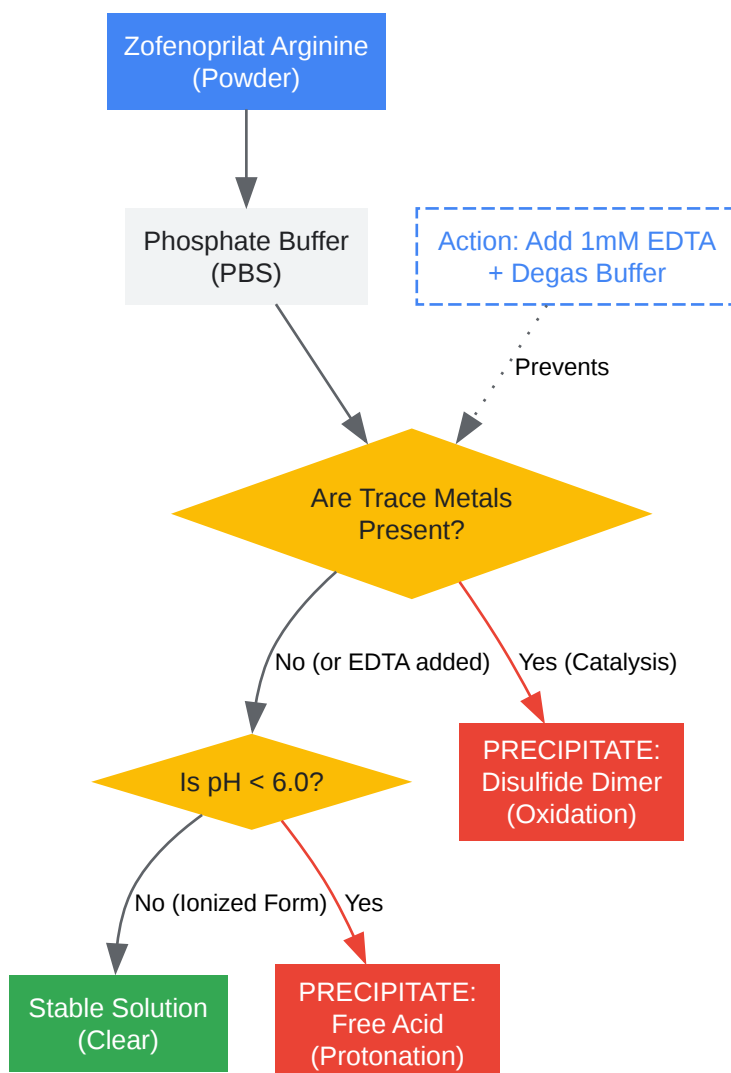 Zofenoprilat Arginine
(Powder)
Phosphate Buffer
(PBS)
Action: Add 1mM EDTA
+ Degas Buffer
Prevents
Are Trace Metals
Present?
No (or EDTA added)
Yes (Catalysis)
PRECIPITATE:
Disulfide Dimer
(Oxidation)
Is pH < 6.0?
No (Ionized Form)
Yes
Stable Solution
(Clear)
PRECIPITATE:
Free Acid
(Protonation)